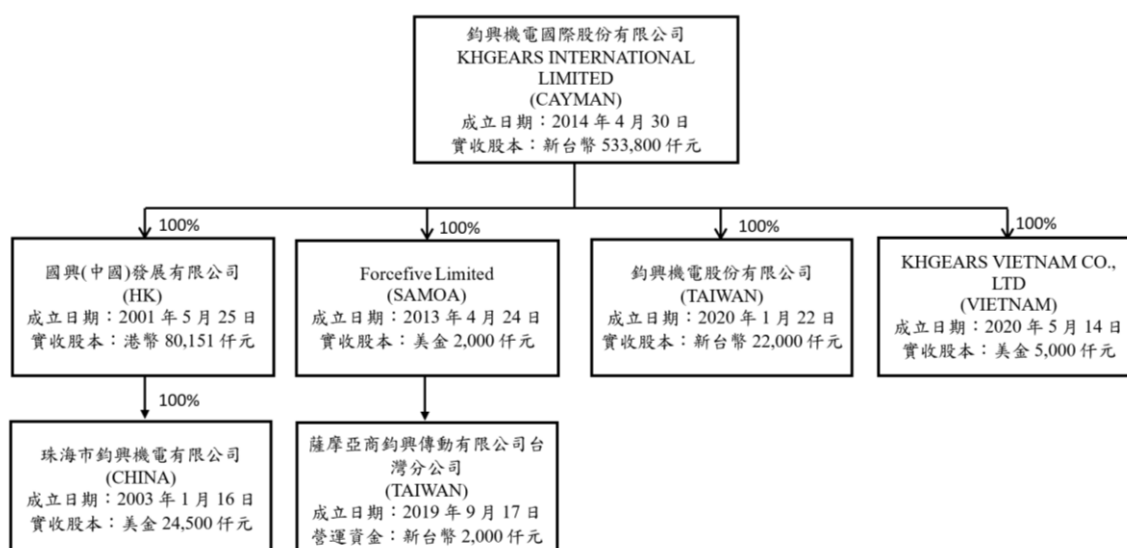 鈞興機電國際股份有限公司
KHGEARS INTERNATIONAL
LIMITED
(CAYMAN)
成立日期：2014 年 4 月 30 日
實收股本：新台幣 533,800 仟元
100%
100%
100%
100%
國興(中國)發展有限公司
(HK)
成立日期：2001 年 5 月 25 日
實收股本：港幣 80,151 仟元
Forcefive Limited
(SAMOA)
成立日期：2013 年 4 月 24 日
實收股本：美金 2,000 仟元
鈞興機電股份有限公司
(TAIWAN)
成立日期：2020 年 1 月 22 日
實收股本：新台幣 22,000 仟元
KHGEARS VIETNAM CO.,
LTD
(VIETNAM)
成立日期：2020 年 5 月 14 日
實收股本：美金 5,000 仟元
100%
珠海市鈞興機電有限公司
(CHINA)
成立日期：2003 年 1 月 16 日
實收股本：美金 24,500 仟元
薩摩亞商鈞興傳動有限公司台
灣分公司
(TAIWAN)
成立日期：2019 年 9 月 17 日
營運資金：新台幣 2,000 仟元